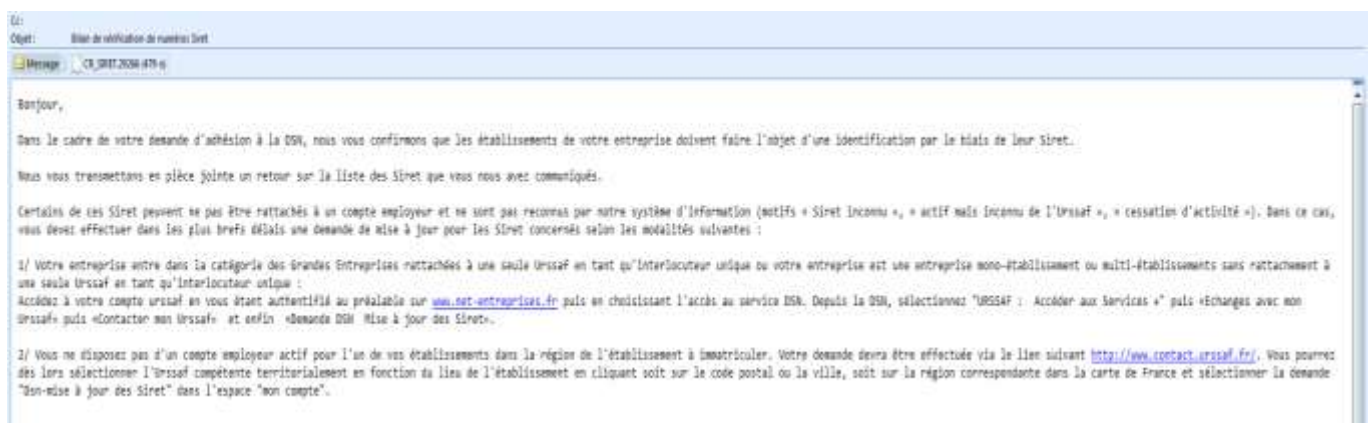 Cc:
Objet : Bilan de vérification de numéros Siret
Message CR_SIRET.
Bonjour,
Dans le cadre de votre demande d'adhésion à la DSN, nous vous confirmons que les établissements de votre entreprise doivent faire l'objet d'une identification par le biais de leur Siret.
Nous vous transmettons en pièce jointe un retour sur la liste des Siret que vous nous avez communiqués.
Certains de ces Siret peuvent ne pas être rattachés à un compte employeur et ne sont pas reconnus par notre système d'information (motifs « Siret inconnu », « actif mais inconnu de l'Urssaf », « cessation d'activité »). Dans ce cas,
vous devez effectuer dans les plus brefs délais une demande de mise à jour pour les Siret concernés selon les modalités suivantes :
1/ Votre entreprise entre dans la catégorie des Grandes Entreprises rattachées à une seule Urssaf en tant qu'interlocuteur unique ou votre entreprise est une entreprise mono-établissement ou multi-établissements sans rattachement à
une seule Urssaf en tant qu'interlocuteur unique :
Accédez à votre compte urssaf en vous étant authentifié au préalable sur www.net-entreprises.fr puis en choisissant l'accès au service DSN. Depuis la DSN, sélectionnez "URSSAF : Accéder aux Services +" puis «Echanges avec mon
Urssaf» puis «Contacter mon Urssaf» et enfin «Demande DSN Mise à jour des Siret».
2/ Vous ne disposez pas d'un compte employeur actif pour l'un de vos établissements dans la région de l'établissement à immatriculer. Votre demande devra être effectuée via le lien suivant http://www.contact.urssaf.fr/. Vous pourrez
dès lors sélectionner l'Urssaf compétente territorialement en fonction du lieu de l'établissement en cliquant soit sur le code postal ou la ville, soit sur la région correspondante dans la carte de France et sélectionner la demande
"Dsn-mise à jour des Siret" dans l'espace "mon compte".